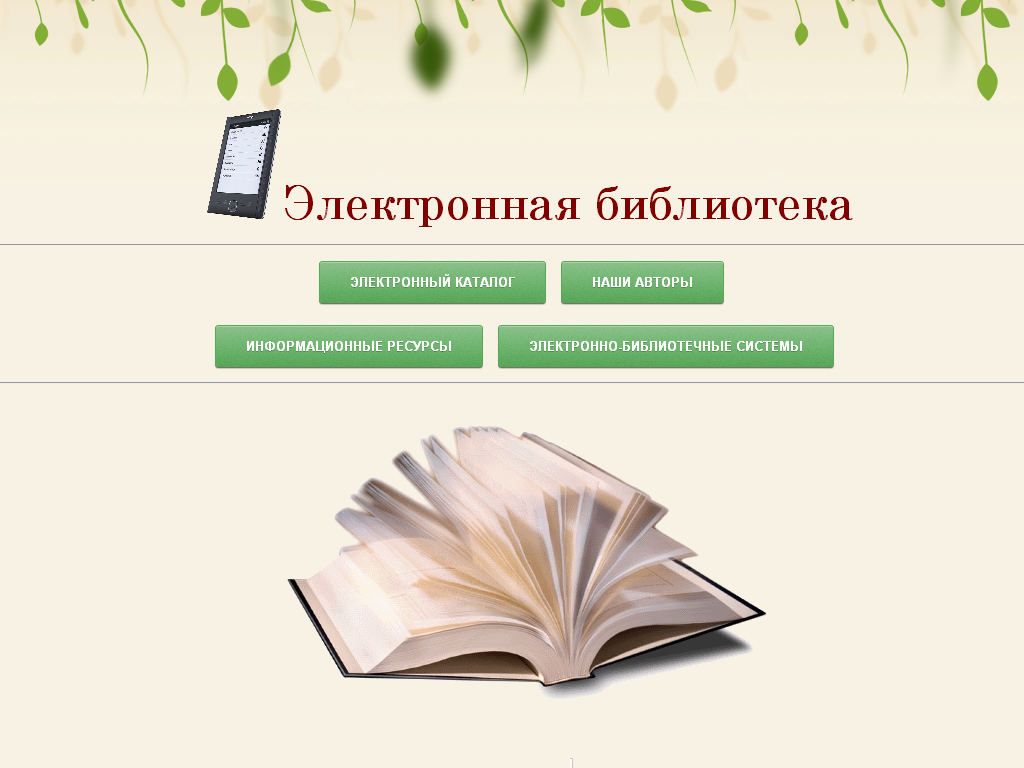 Электронная библиотека
ЭЛЕКТРОННЫЙ КАТАЛОГ
НАШИ АВТОРЫ
ИНФОРМАЦИОННЫЕ РЕСУРСЫ
ЭЛЕКТРОННО-БИБЛИОТЕЧНЫЕ СИСТЕМЫ